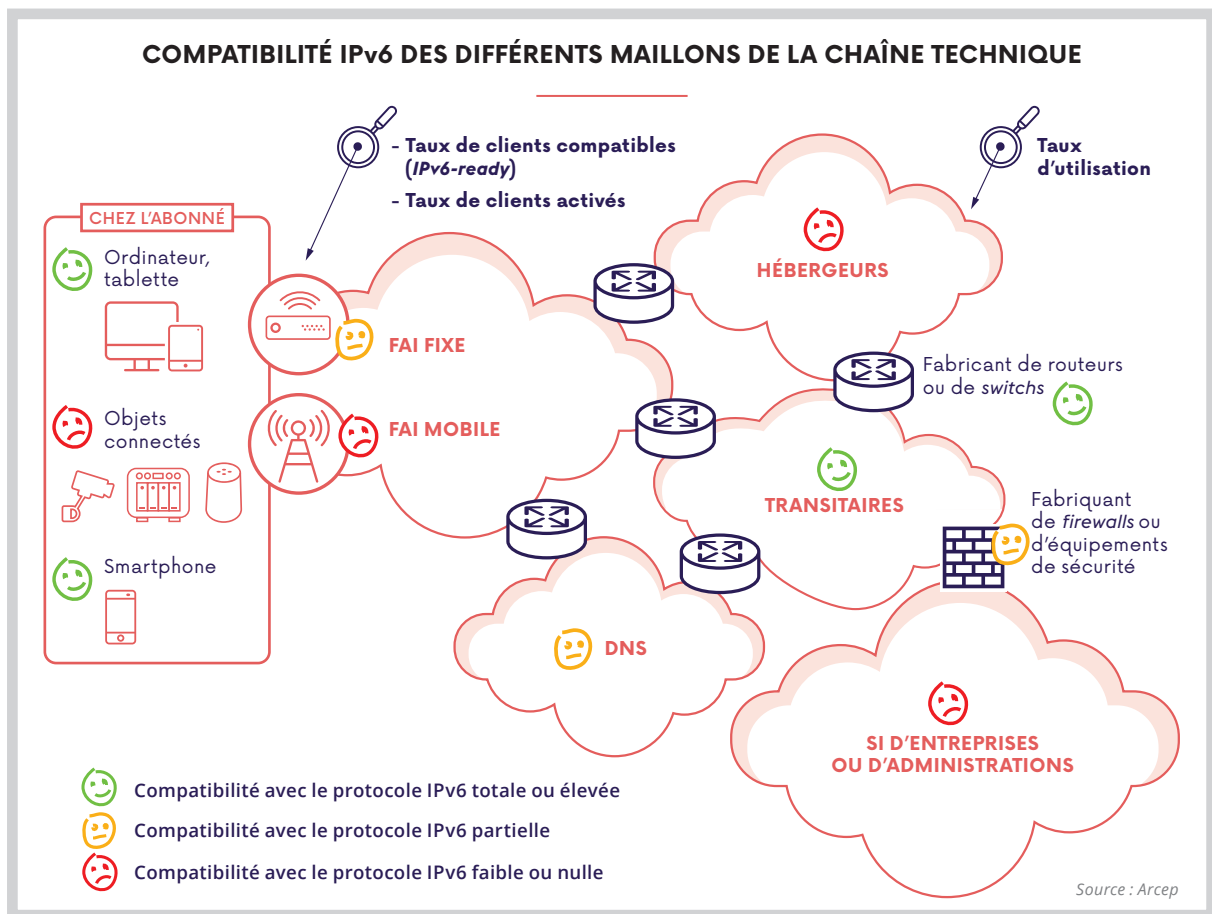 COMPATIBILITÉ IPv6 DES DIFFÉRENTS MAILLONS DE LA CHAÎNE TECHNIQUE
- Taux de clients compatibles
(IPv6-ready)
- Taux de clients activés
Taux
d'utilisation
CHEZ L'ABONNÉ
Ordinateur,
tablette
Objets
connectés
Smartphone
FAI FIXE
FAI MOBILE
HÉBERGEURS
Fabricant de routeurs
ou de switchs
TRANSITAIRES
Fabriquant
de firewalls ou
d'équipements
de sécurité
DNS
SI D'ENTREPRISES
OU D'ADMINISTRATIONS
Compatibilité avec le protocole IPv6 totale ou élevée
Compatibilité avec le protocole IPv6 partielle
Compatibilité avec le protocole IPv6 faible ou nulle
Source : Arcep